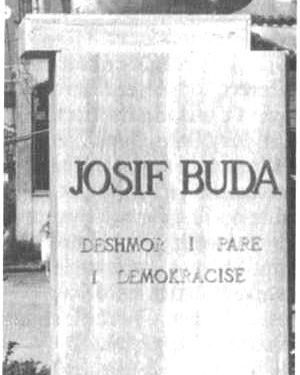 JOSIF BUDA
DESHMOR I PARE
I DEMOKRACISE